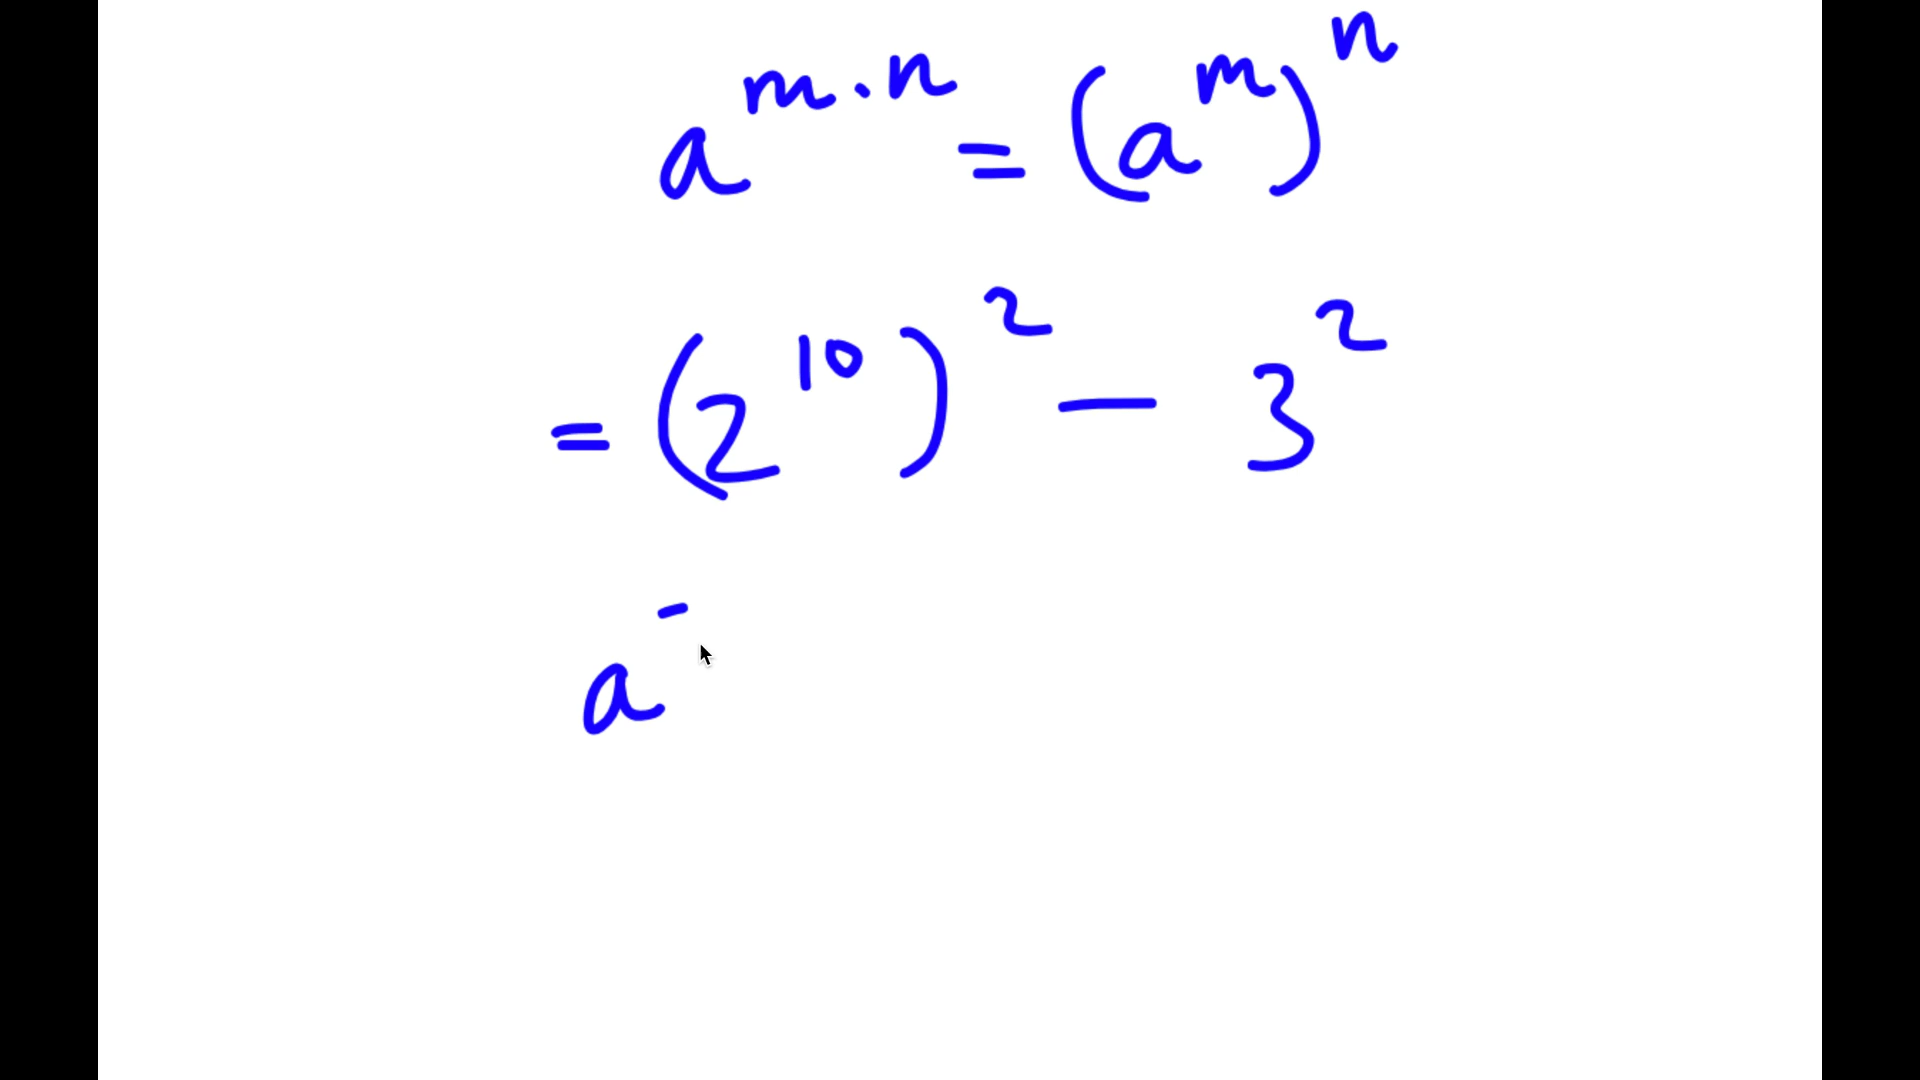 a^{m·n} = (a^m)^n
= (2^{10})^2 — 3^2
a^-